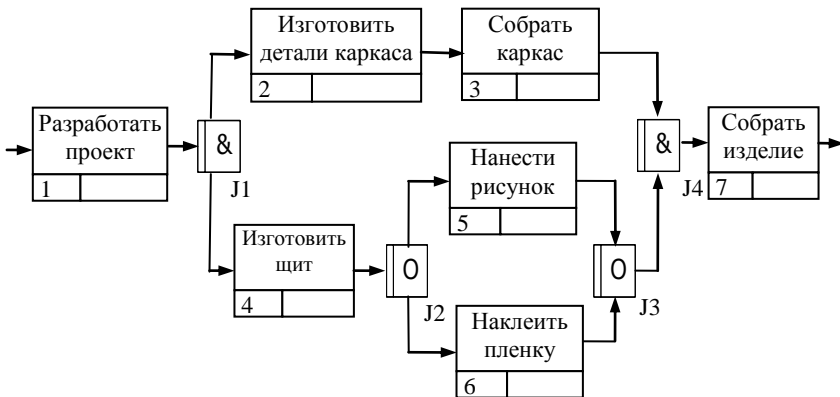 Изготовить
детали каркаса
2
Собрать
каркас
3
Разработать
проект
1
&
J1
Нанести
рисунок
5
&
J4
Собрать
изделие
7
Изготовить
щит
4
O
J2
O
J3
Наклеить
пленку
6